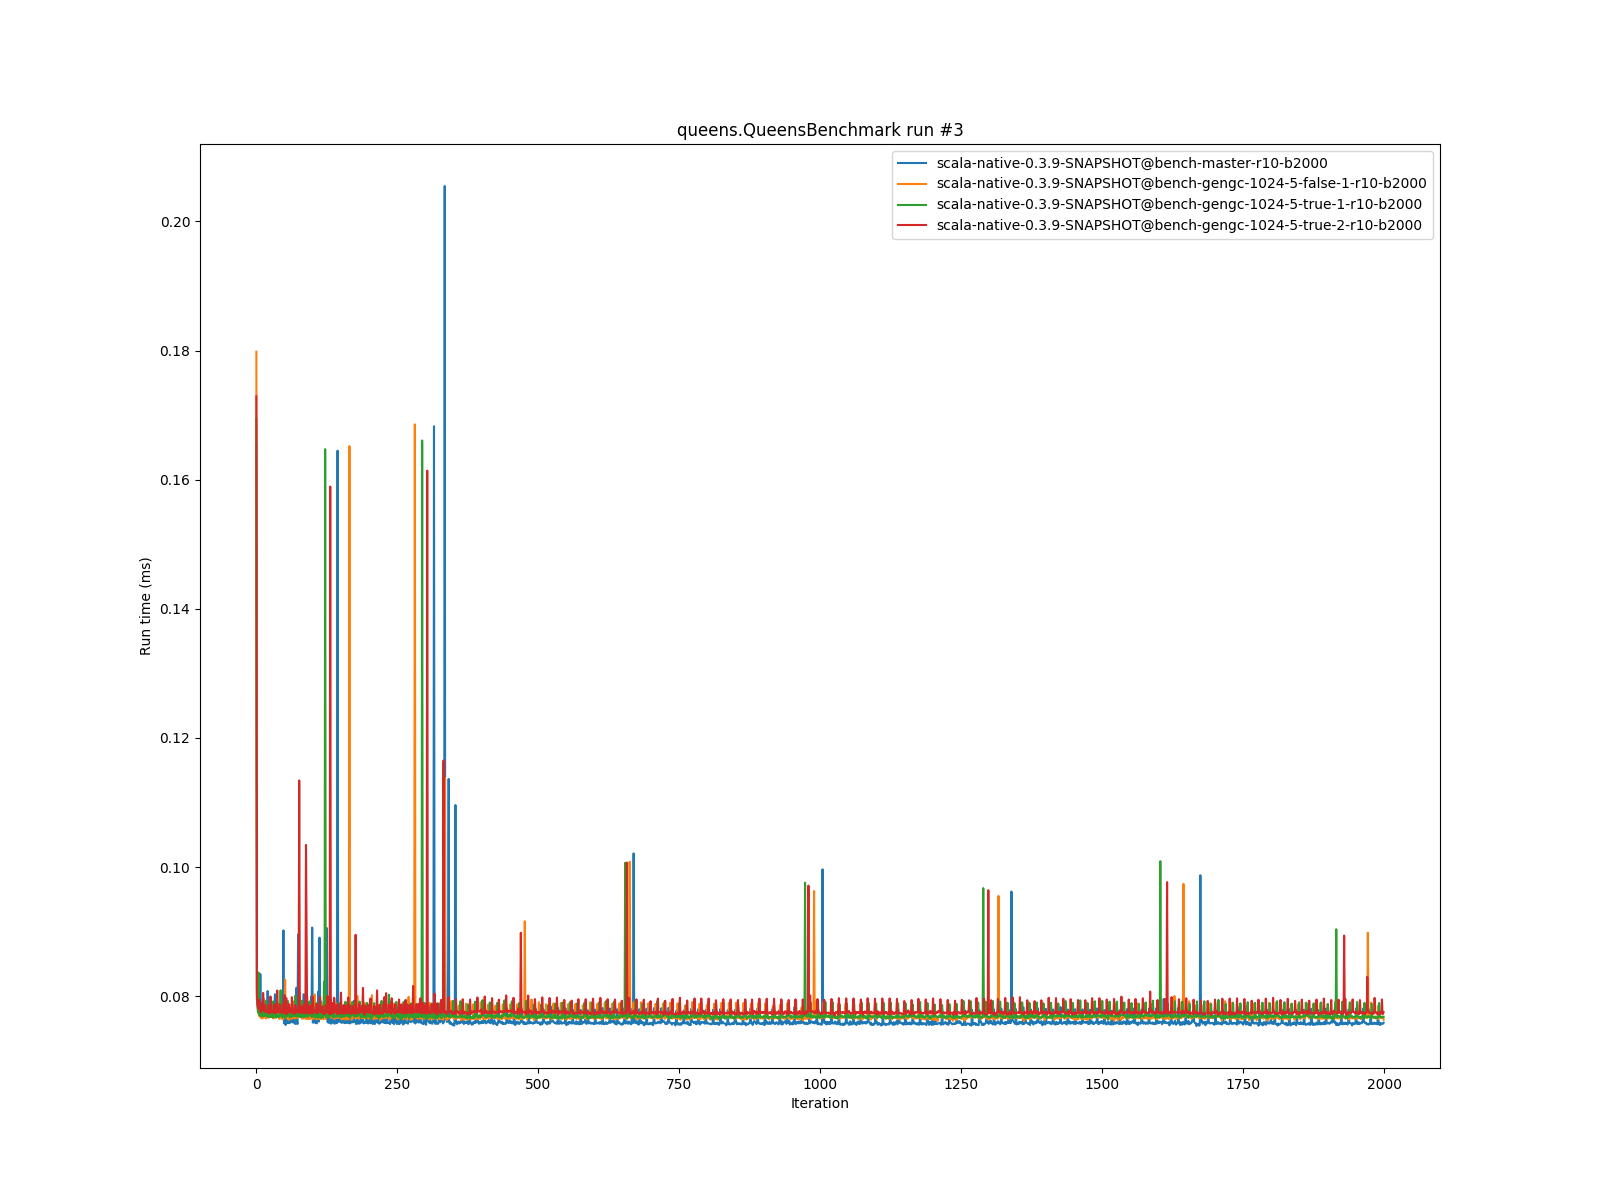 queens.QueensBenchmark run #3
scala-native-0.3.9-SNAPSHOT@bench-master-r10-b2000
scala-native-0.3.9-SNAPSHOT@bench-gengc-1024-5-false-1-r10-b2000
scala-native-0.3.9-SNAPSHOT@bench-gengc-1024-5-true-1-r10-b2000
scala-native-0.3.9-SNAPSHOT@bench-gengc-1024-5-true-2-r10-b2000
0.20
0.18
0.16
0.14
0.12
0.10
0.08
Run time (ms)
0 250 500 750 1000 1250 1500 1750 2000
Iteration